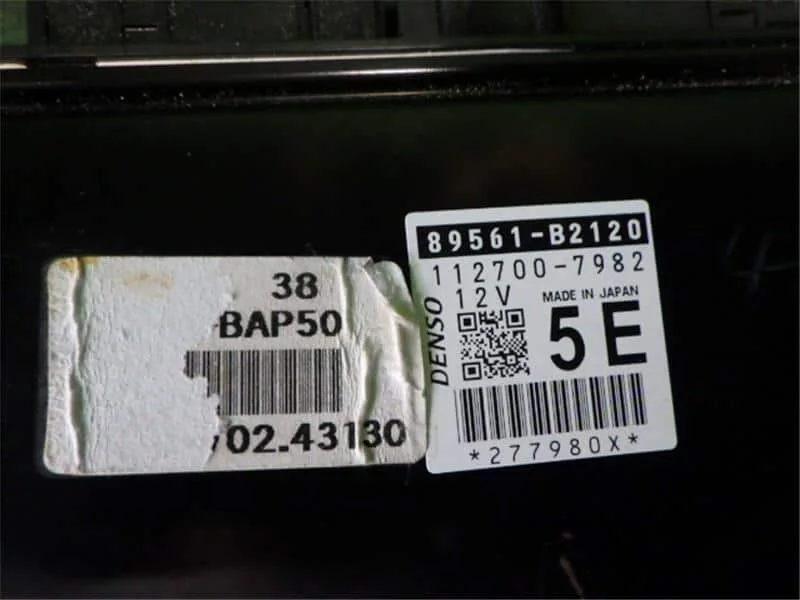 38
BAP50
02.43130
89561-B2120
112700-7982
12V
MADE IN JAPAN
DENSO
5E
*277980X*